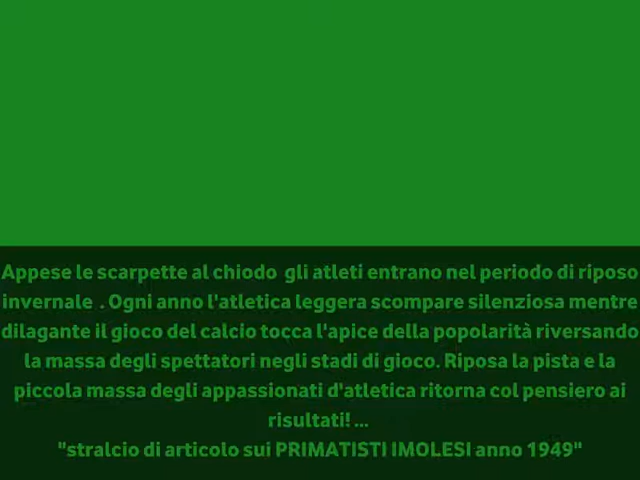 Appese le scarpette al chiodo  gli atleti entrano nel periodo di riposo
invernale  . Ogni anno l'atletica leggera scompare silenziosa mentre
dilagante il gioco del calcio tocca l'apice della popolarità riversando
la massa degli spettatori negli stadi di gioco. Riposa la pista e la
piccola massa degli appassionati d'atletica ritorna col pensiero ai
risultati! ...
"stralcio di articolo sui PRIMATISTI IMOLESI anno 1949"